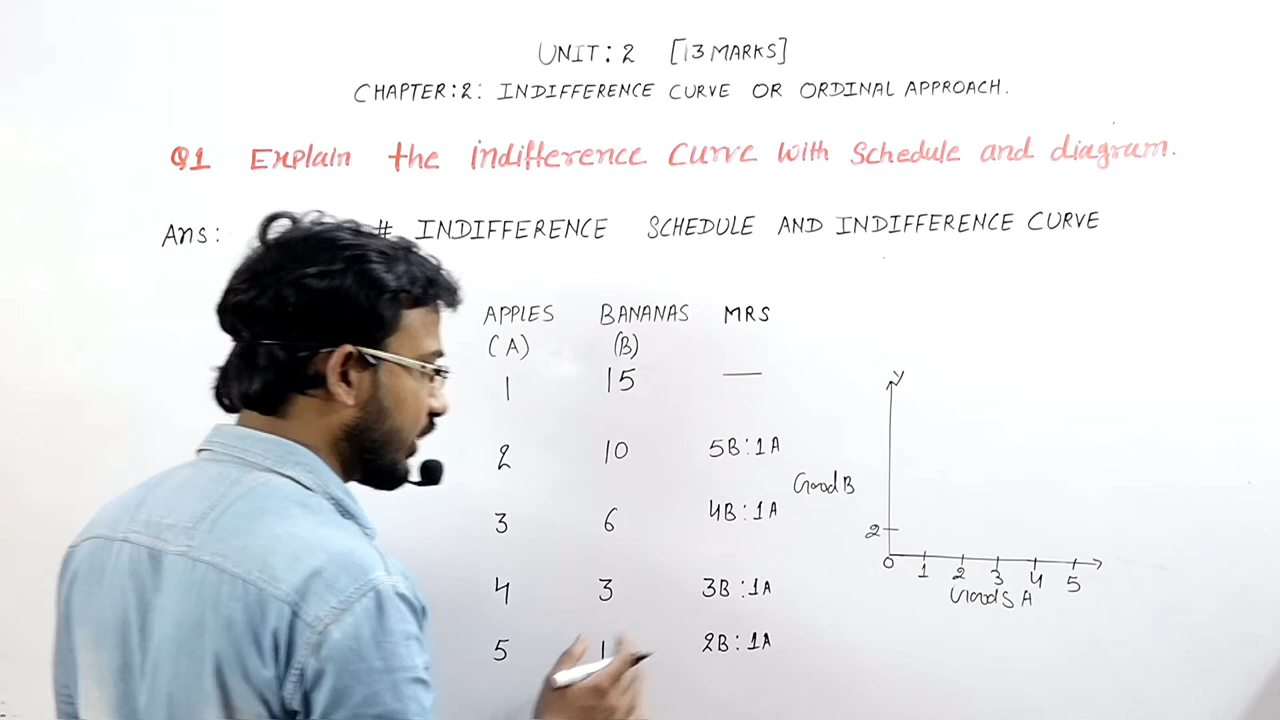 UNIT: 2 [13 MARKS]
CHAPTER: 2: INDIFFERENCE CURVE OR ORDINAL APPROACH.
Q1 Explain the indifference curve with schedule and diagram.
Ans: # INDIFFERENCE SCHEDULE AND INDIFFERENCE CURVE
APPLES BANANAS MRS
(A) (B)
1 15 —
2 10 5B:1A
3 6 4B:1A
4 3 3B:1A
5 1 2B:1A
Y
Good B
2
0 1 2 3 4 5
Goods A